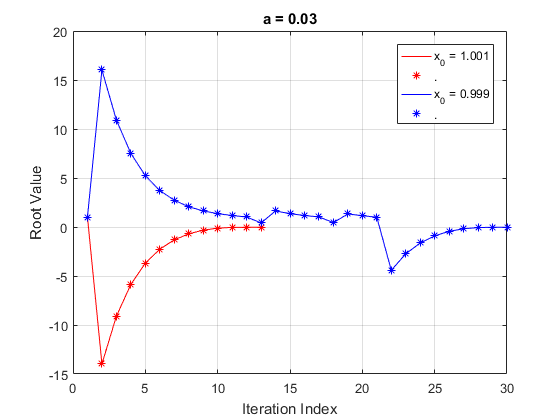 a = 0.03
20
15
10
5
0
-5
-10
-15
Root Value
x0 = 1.001
.
x0 = 0.999
.
0 5 10 15 20 25 30
Iteration Index